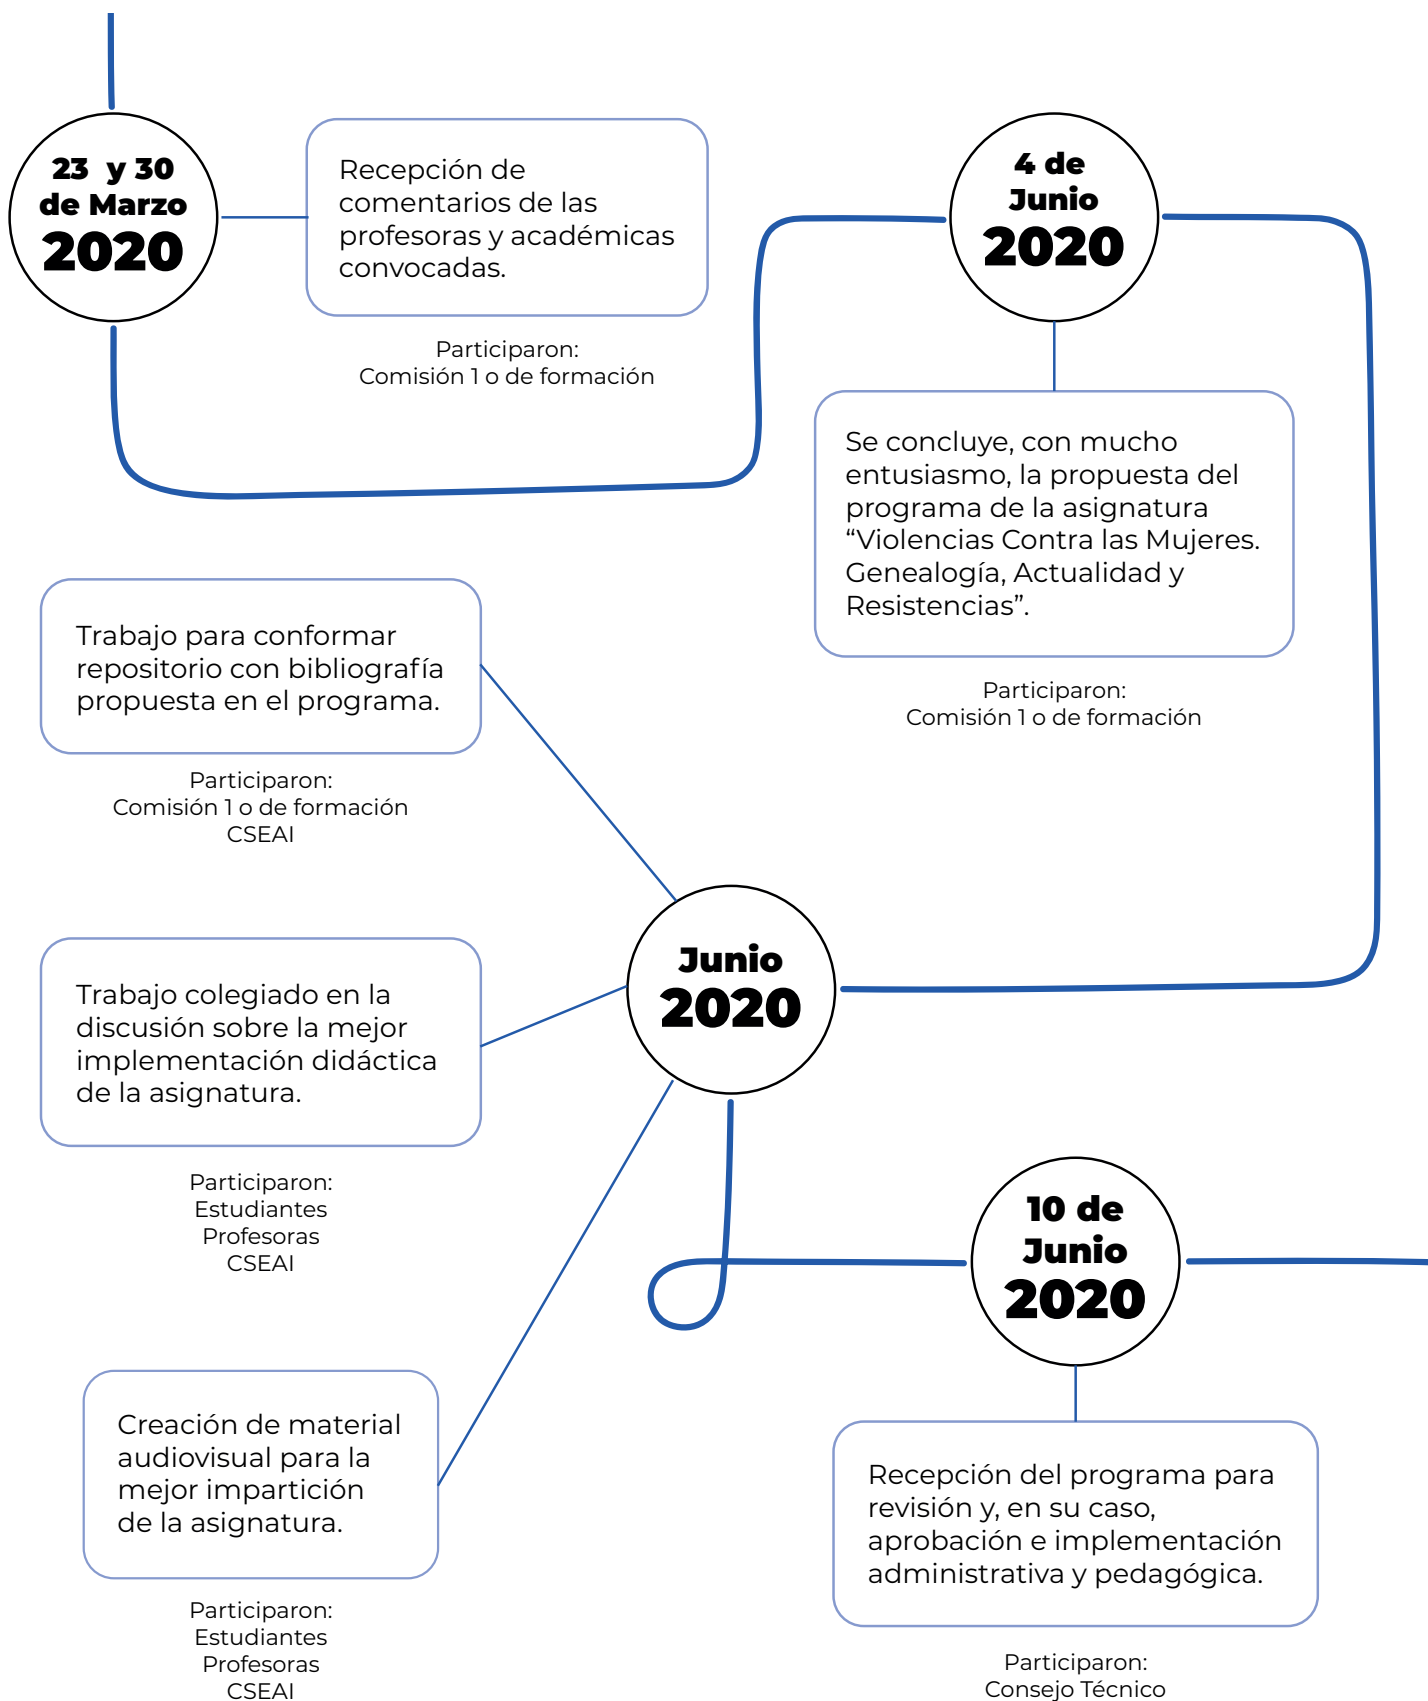 23 y 30
de Marzo
2020
Recepción de
comentarios de las
profesoras y académicas
convocadas.
Participaron:
Comisión 1 o de formación
4 de
Junio
2020
Se concluye, con mucho
entusiasmo, la propuesta del
programa de la asignatura
“Violencias Contra las Mujeres.
Genealogía, Actualidad y
Resistencias”.
Participaron:
Comisión 1 o de formación
Junio
2020
Trabajo para conformar
repositorio con bibliografía
propuesta en el programa.
Participaron:
Comisión 1 o de formación
CSEAI
Trabajo colegiado en la
discusión sobre la mejor
implementación didáctica
de la asignatura.
Participaron:
Estudiantes
Profesoras
CSEAI
Creación de material
audiovisual para la
mejor impartición
de la asignatura.
Participaron:
Estudiantes
Profesoras
CSEAI
10 de
Junio
2020
Recepción del programa para
revisión y, en su caso,
aprobación e implementación
administrativa y pedagógica.
Participaron:
Consejo Técnico